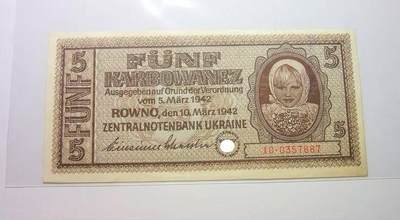 FÜNF
KARBOWANEZ
Ausgegeben auf Grund der Verordnung
vom 5. März 1942
ROWNO, den 10. März 1942
ZENTRALNOTENBANK UKRAINE
5
FÜNF
5
5
5
10·0357887